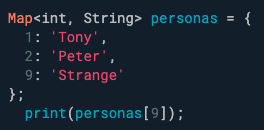 Map<int, String> personas = {
  1: 'Tony',
  2: 'Peter',
  9: 'Strange'
};
  print(personas[9]);